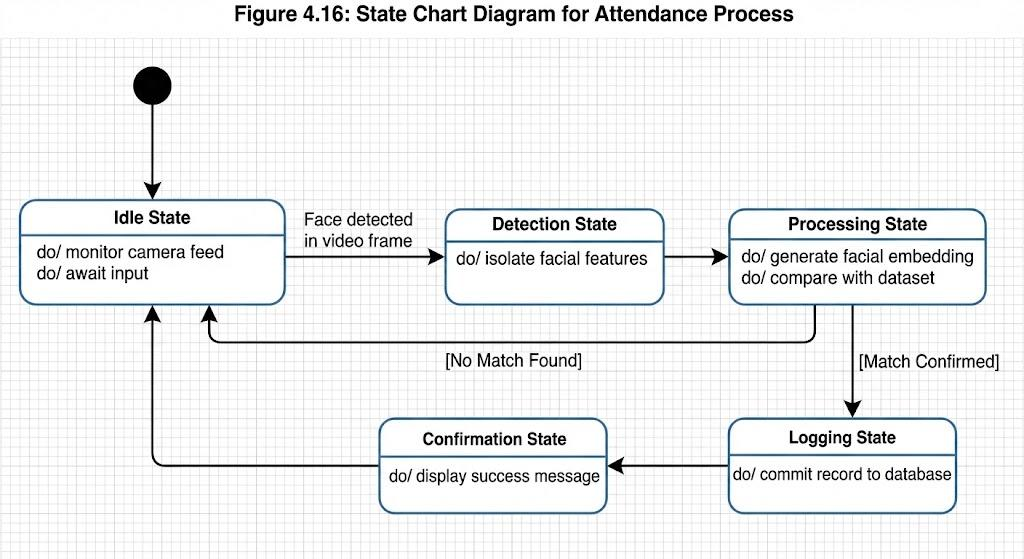 Figure 4.16: State Chart Diagram for Attendance Process
Idle State
do/ monitor camera feed
do/ await input
Face detected
in video frame
Detection State
do/ isolate facial features
Processing State
do/ generate facial embedding
do/ compare with dataset
[No Match Found]
[Match Confirmed]
Confirmation State
do/ display success message
Logging State
do/ commit record to database